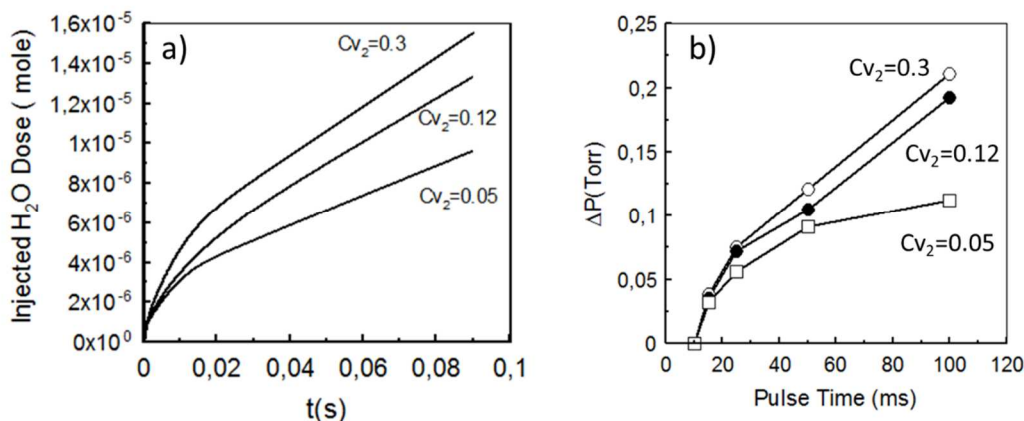 a)
Injected H₂O Dose ( mole)
1,6x10⁻⁵
1,4x10⁻⁵
1,2x10⁻⁵
1x10⁻⁵
8x10⁻⁶
6x10⁻⁶
4x10⁻⁶
2x10⁻⁶
0x10⁰
Cv₂=0.3
Cv₂=0.12
Cv₂=0.05
0 0,02 0,04 0,06 0,08 0,1
t(s)
b)
ΔP(Torr)
0,25
0,2
0,15
0,1
0,05
0
Cv₂=0.3
Cv₂=0.12
Cv₂=0.05
0 20 40 60 80 100 120
Pulse Time (ms)